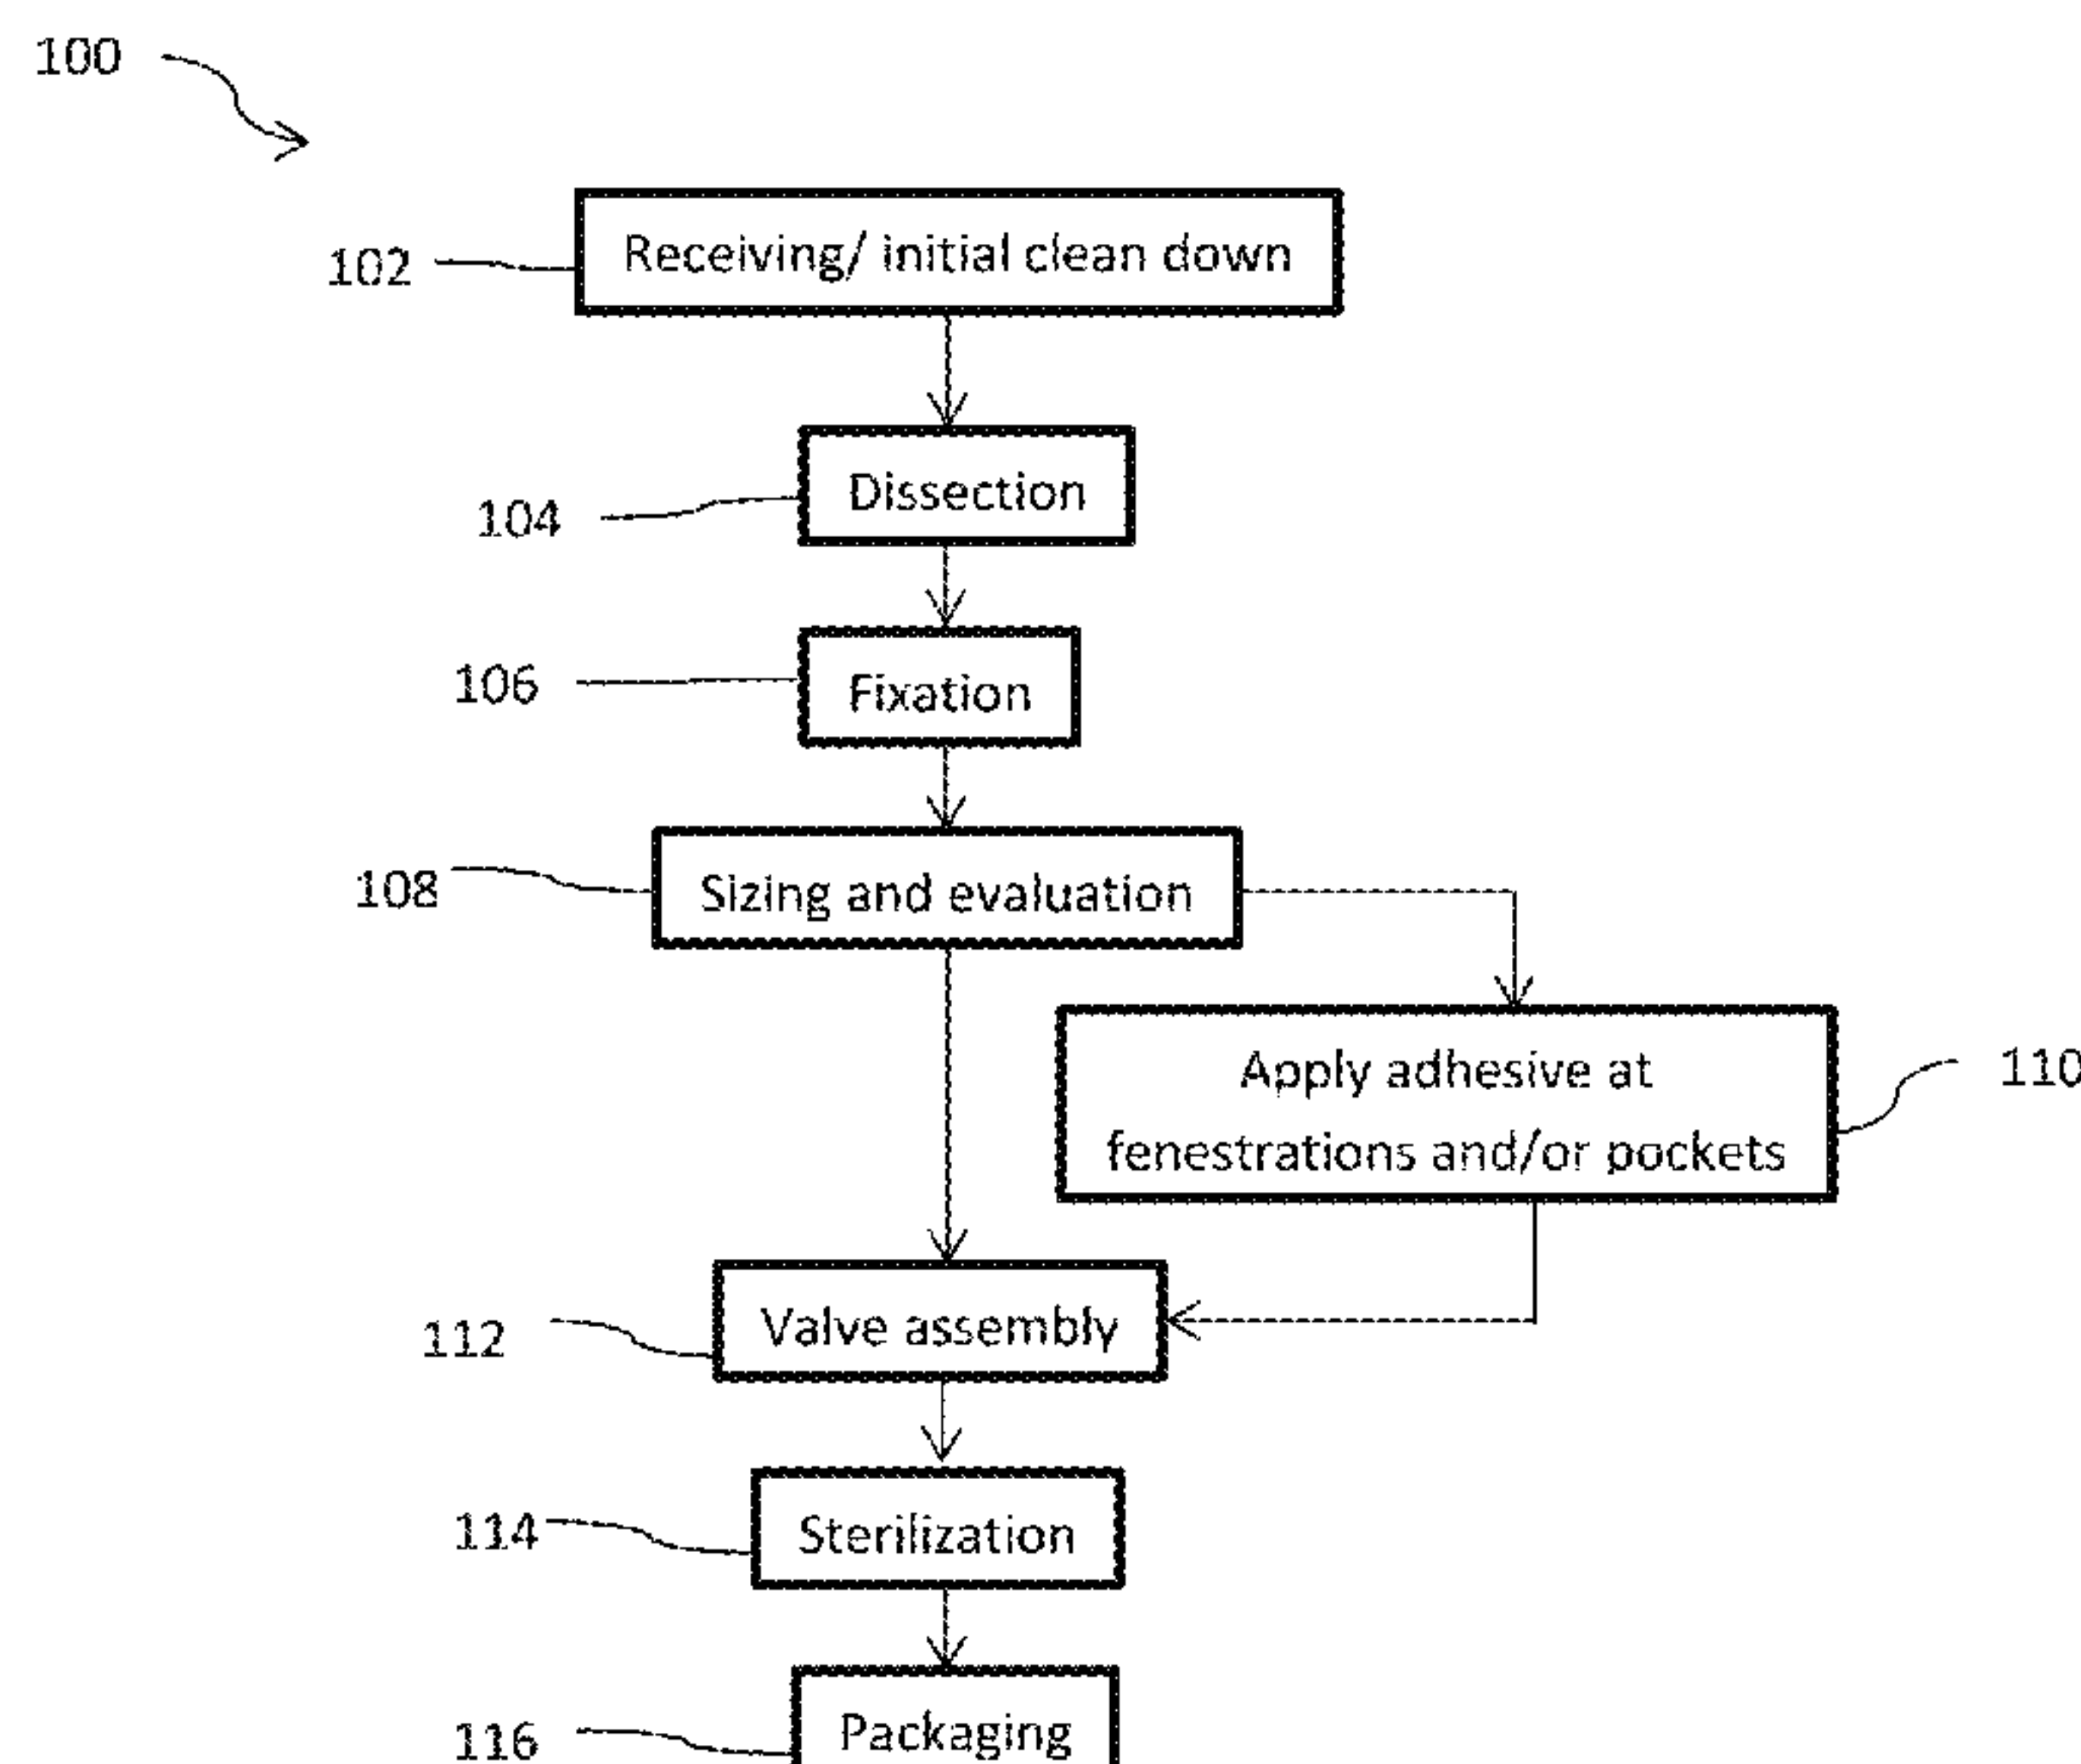 100
102
Receiving/ initial clean down
104
Dissection
106
Fixation
108
Sizing and evaluation
Apply adhesive at
fenestrations and/or pockets
110
112
Valve assembly
114
Sterilization
116
Packaging